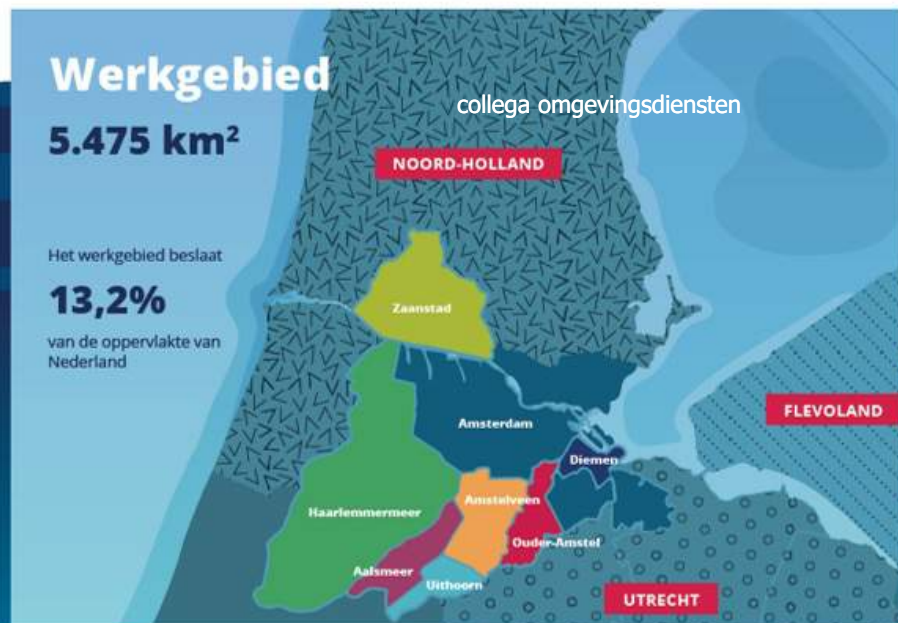 Werkgebied
5.475 km²
collega omgevingsdiensten
NOORD-HOLLAND
Het werkgebied beslaat
13,2%
van de oppervlakte van
Nederland
Zaanstad
FLEVOLAND
Amsterdam
Diemen
Amstelveen
Haarlemmermeer
Ouder-Amstel
Aalsmeer
Uithoorn
UTRECHT